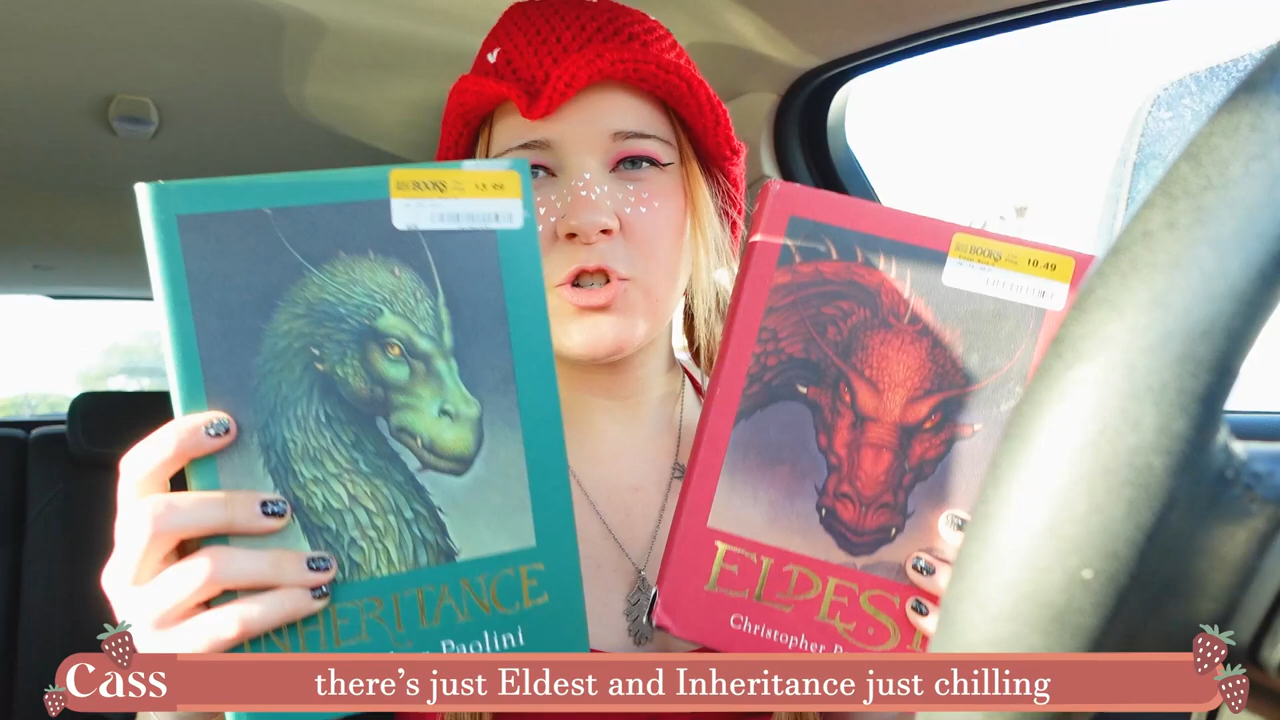 BOOKS
BOOKS 10.49
INHERITANCE
Paolini
ELDEST
Christopher
Cass
there's just Eldest and Inheritance just chilling